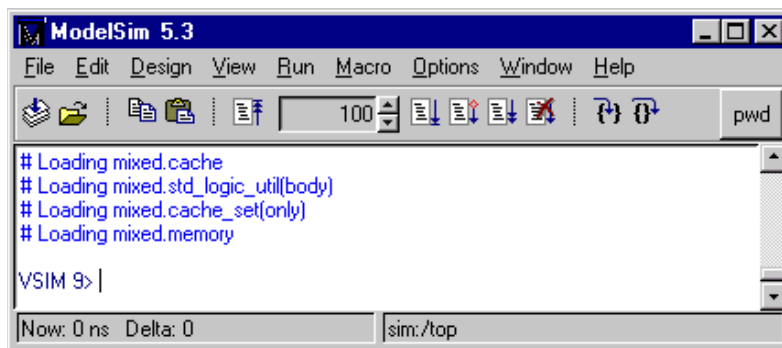 ModelSim 5.3
File Edit Design View Run Macro Options Window Help
100 pwd
# Loading mixed.cache
# Loading mixed.std_logic_util(body)
# Loading mixed.cache_set(only)
# Loading mixed.memory
VSIM 9>
Now: 0 ns Delta: 0 sim:/top